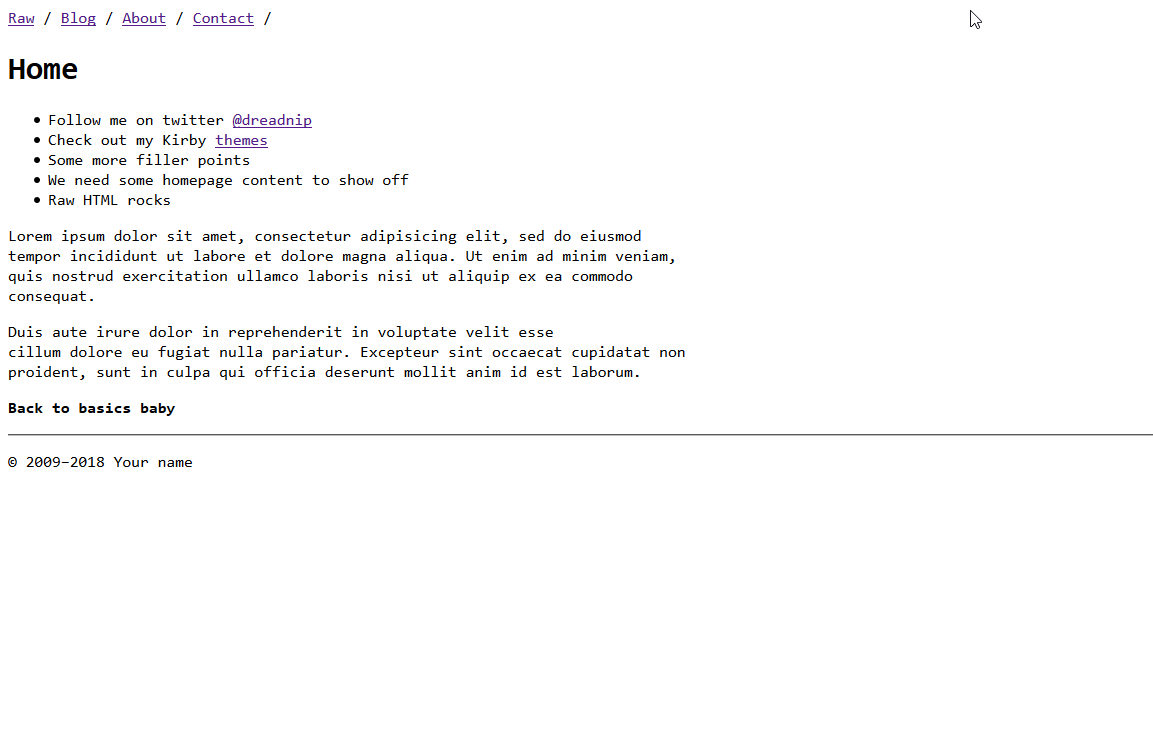 Raw / Blog / About / Contact /
Home
• Follow me on twitter @dreadnip
• Check out my Kirby themes
• Some more filler points
• We need some homepage content to show off
• Raw HTML rocks
Lorem ipsum dolor sit amet, consectetur adipisicing elit, sed do eiusmod
tempor incididunt ut labore et dolore magna aliqua. Ut enim ad minim veniam,
quis nostrud exercitation ullamco laboris nisi ut aliquip ex ea commodo
consequat.
Duis aute irure dolor in reprehenderit in voluptate velit esse
cillum dolore eu fugiat nulla pariatur. Excepteur sint occaecat cupidatat non
proident, sunt in culpa qui officia deserunt mollit anim id est laborum.
Back to basics baby
© 2009–2018 Your name